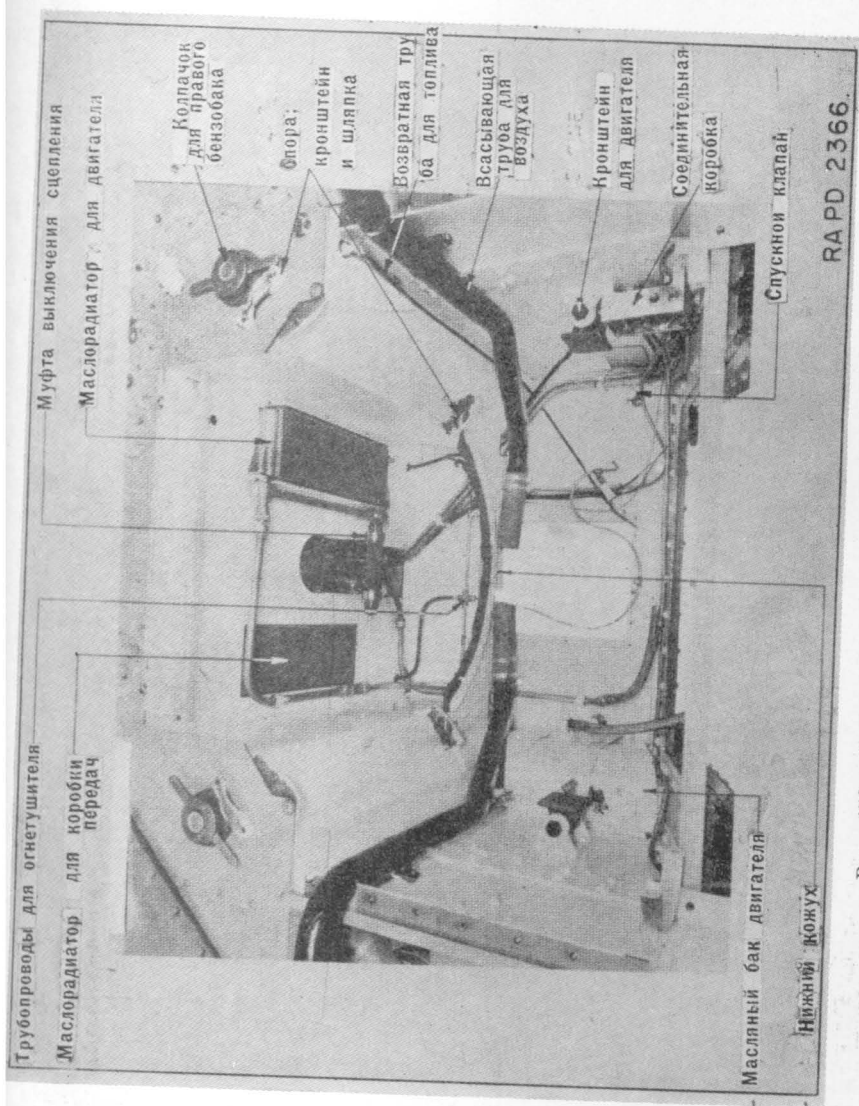 Трубопроводы для огнетушителя
Маслорадиатор для коробки
передач
Муфта выключения сцепления
Маслорадиатор для двигателя
Колпачок
для правого
бензобака
Опора;
кронштейн
и шляпка
Возвратная тру
ба для топлива
Всасывающая
труба для
воздуха
Кронштейн
для двигателя
Соединительная
коробка
Спускной клапан
Масляный бак двигателя
Нижний кожух
RA PD 2366.